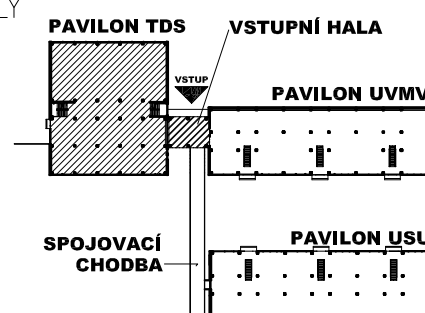 PAVILON TDS
VSTUPNÍ HALA
VSTUP
PAVILON UVMV
SPOJOVACÍ
CHODBA
PAVILON USU